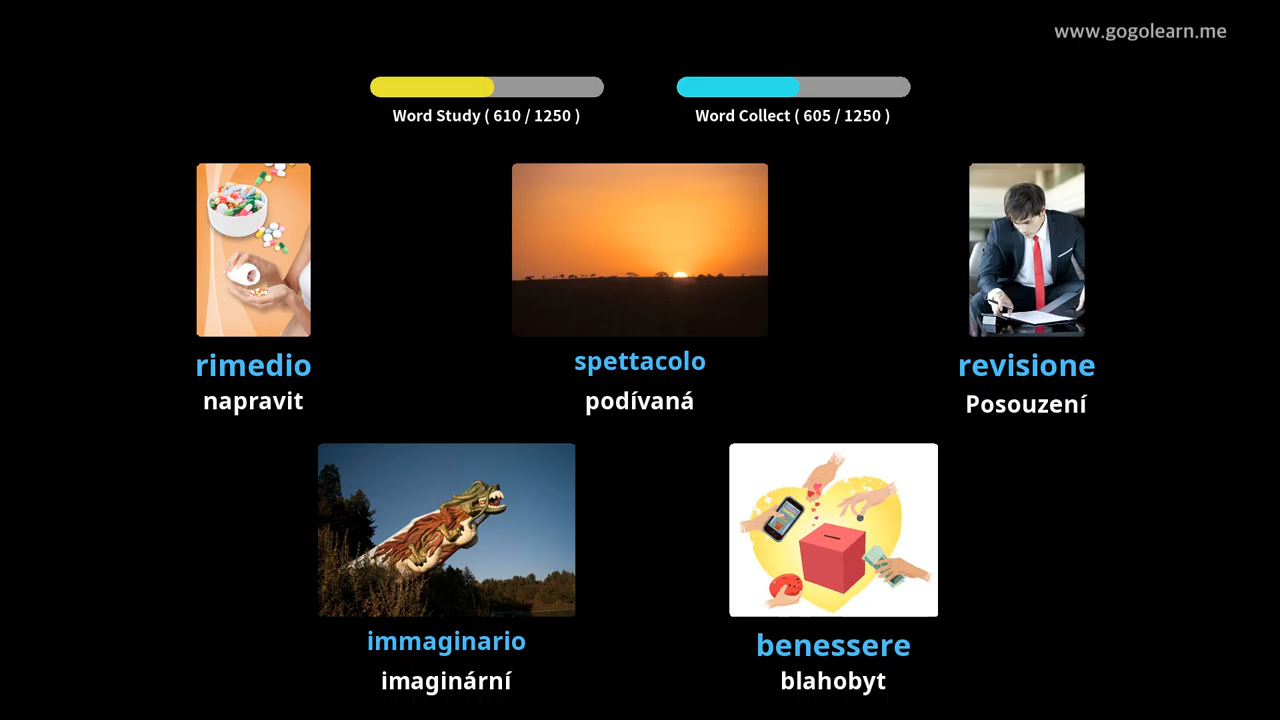 www.gogolearn.me
Word Study ( 610 / 1250 )
Word Collect ( 605 / 1250 )
rimedio
napravit
spettacolo
podívaná
revisione
Posouzení
immaginario
imaginární
benessere
blahobyt